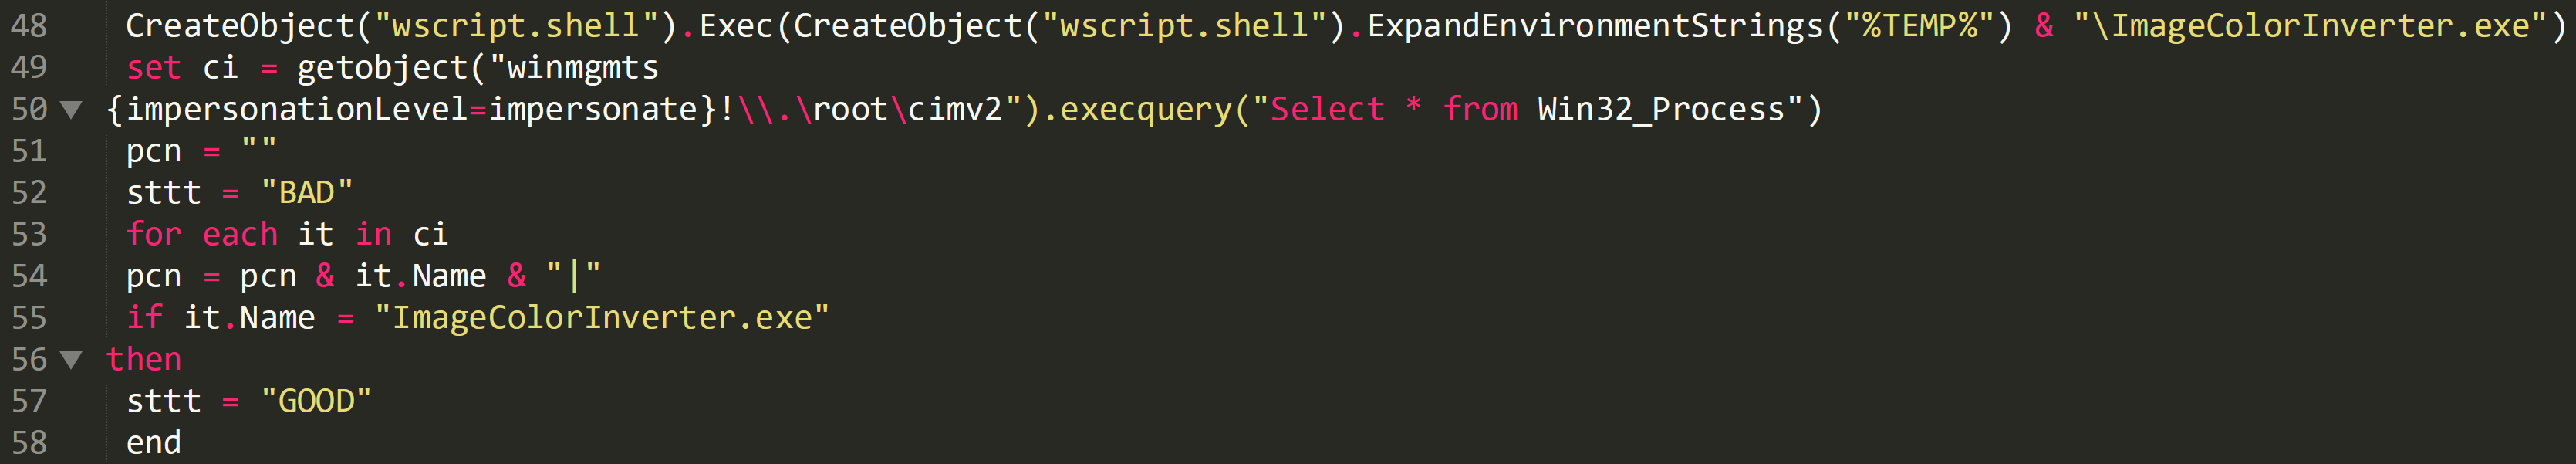 48 CreateObject("wscript.shell").Exec(CreateObject("wscript.shell").ExpandEnvironmentStrings("%TEMP%") & "\ImageColorInverter.exe")
49 set ci = getobject("winmgmts
50 {impersonationLevel=impersonate}!\\.\root\cimv2").execquery("Select * from Win32_Process")
51 pcn = ""
52 sttt = "BAD"
53 for each it in ci
54 pcn = pcn & it.Name & "|"
55 if it.Name = "ImageColorInverter.exe"
56 then
57 sttt = "GOOD"
58 end